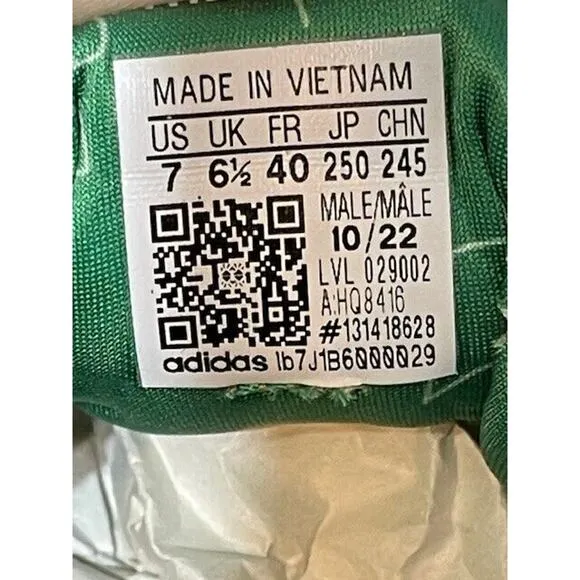 MADE IN VIETNAM
US UK FR JP CHN
7 6½ 40 250 245
MALE/MÂLE
10/22
LVL 029002
A:HQ8416
#131418628
adidas lb7J1B6000029